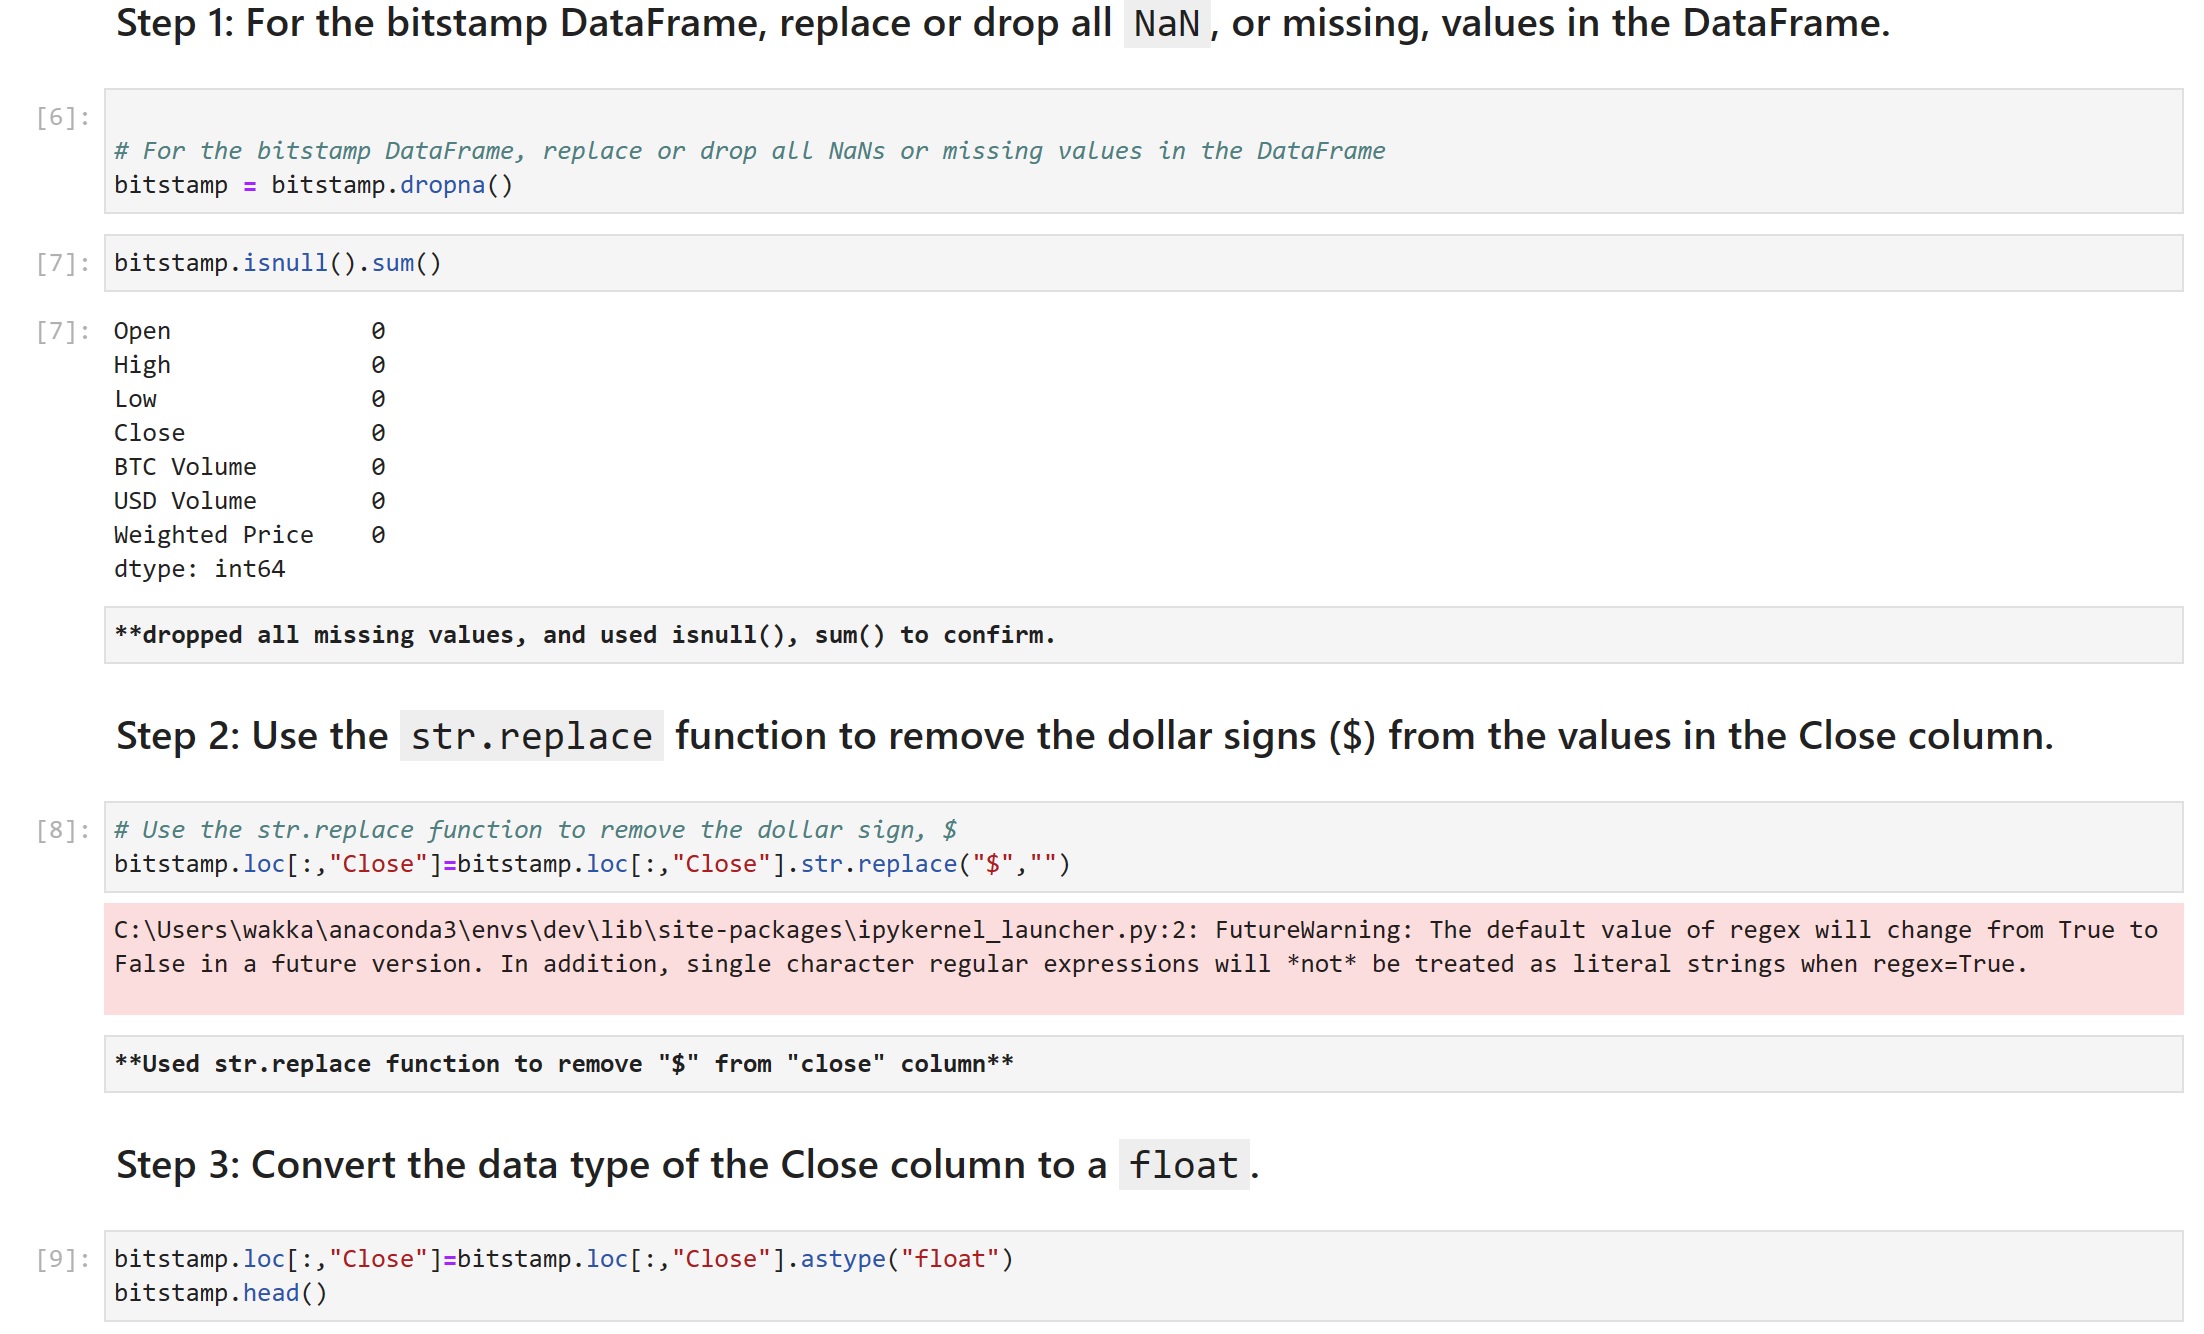 Step 1: For the bitstamp DataFrame, replace or drop all NaN, or missing, values in the DataFrame.
[6]:
# For the bitstamp DataFrame, replace or drop all NaNs or missing values in the DataFrame
bitstamp = bitstamp.dropna()
[7]: bitstamp.isnull().sum()
[7]: Open 0
High 0
Low 0
Close 0
BTC Volume 0
USD Volume 0
Weighted Price 0
dtype: int64
**dropped all missing values, and used isnull(), sum() to confirm.
Step 2: Use the str.replace function to remove the dollar signs ($) from the values in the Close column.
[8]: # Use the str.replace function to remove the dollar sign, $
bitstamp.loc[:,"Close"]=bitstamp.loc[:,"Close"].str.replace("$","")
C:\Users\wakka\anaconda3\envs\dev\lib\site-packages\ipykernel_launcher.py:2: FutureWarning: The default value of regex will change from True to
False in a future version. In addition, single character regular expressions will *not* be treated as literal strings when regex=True.
**Used str.replace function to remove "$" from "close" column**
Step 3: Convert the data type of the Close column to a float.
[9]: bitstamp.loc[:,"Close"]=bitstamp.loc[:,"Close"].astype("float")
bitstamp.head()